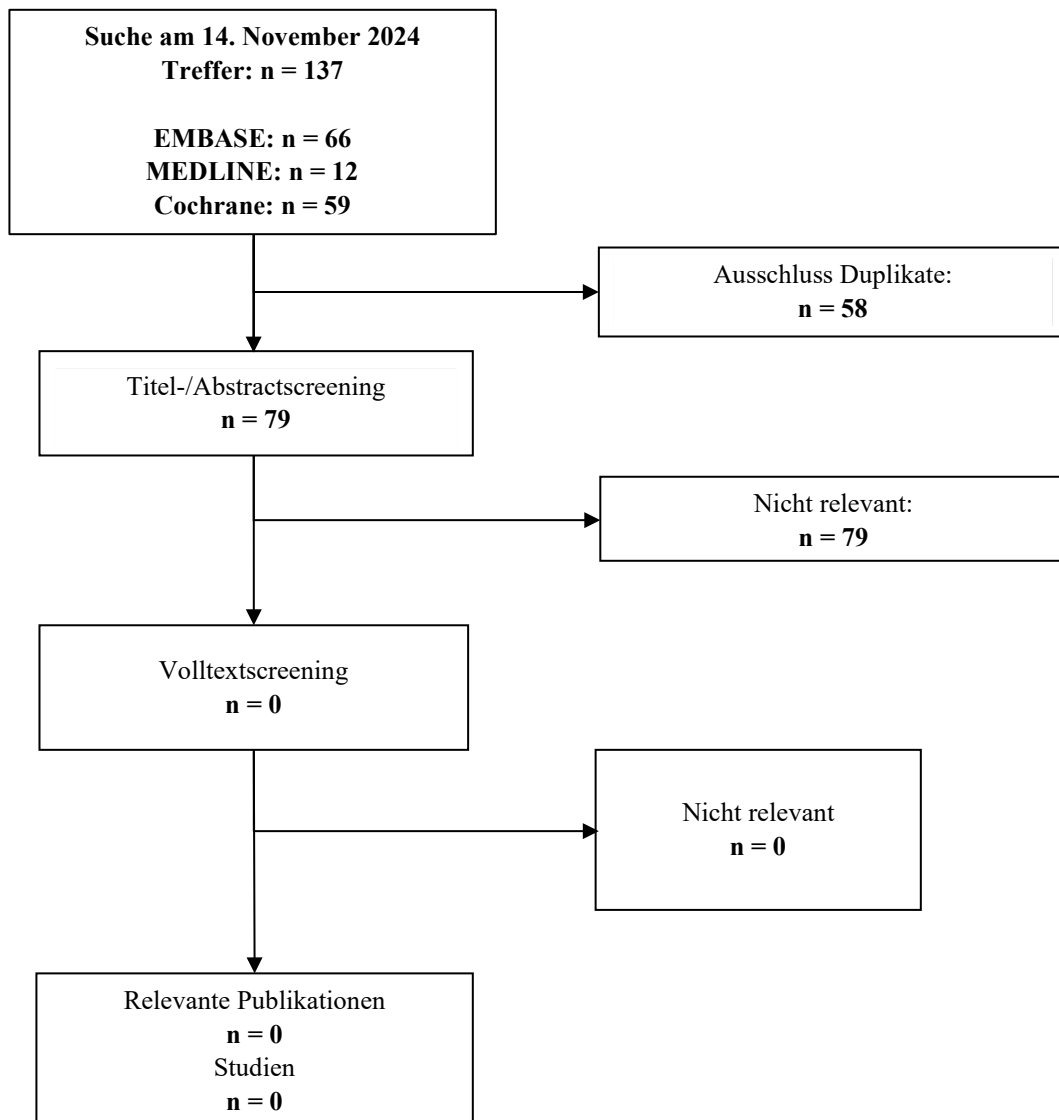 Suche am 14. November 2024
Treffer: n = 137
EMBASE: n = 66
MEDLINE: n = 12
Cochrane: n = 59
Ausschluss Duplikate:
n = 58
Titel-/Abstractscreening
n = 79
Nicht relevant:
n = 79
Volltextscreening
n = 0
Nicht relevant
n = 0
Relevante Publikationen
n = 0
Studien
n = 0